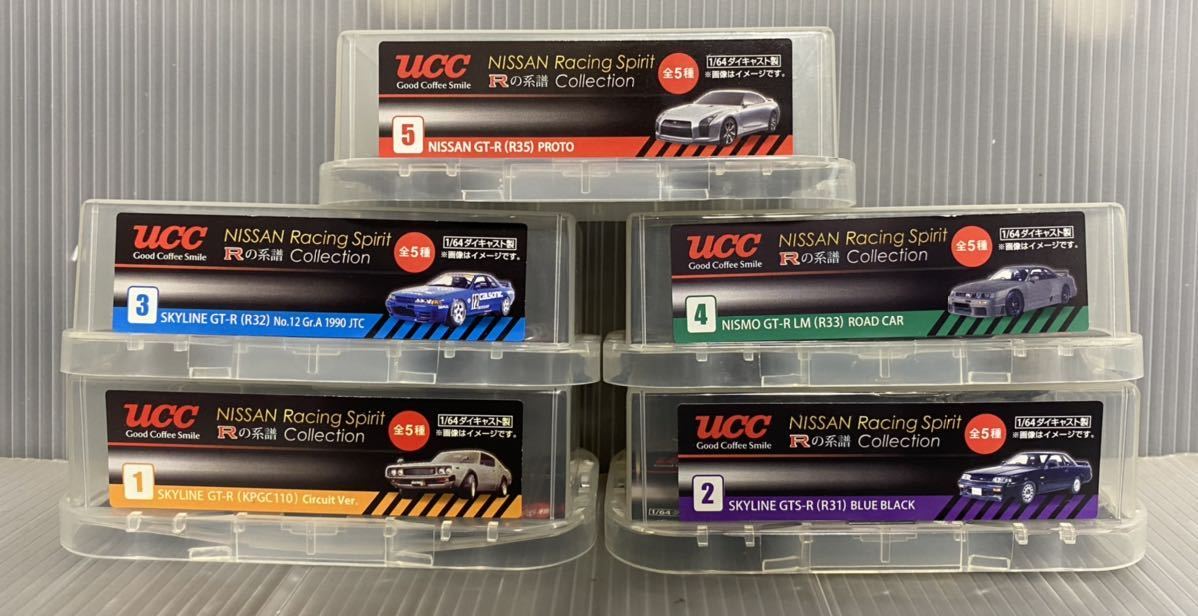 UCC
Good Coffee Smile
NISSAN Racing Spirit
Rの系譜 Collection
全5種
1/64ダイキャスト製
※画像はイメージです。
5 NISSAN GT-R (R35) PROTO
UCC
Good Coffee Smile
NISSAN Racing Spirit
Rの系譜 Collection
全5種
1/64ダイキャスト製
※画像はイメージです。
12 calsonic
3 SKYLINE GT-R (R32) No.12 Gr.A 1990 JTC
UCC
Good Coffee Smile
NISSAN Racing Spirit
Rの系譜 Collection
全5種
1/64ダイキャスト製
※画像はイメージです。
4 NISMO GT-R LM (R33) ROAD CAR
UCC
Good Coffee Smile
NISSAN Racing Spirit
Rの系譜 Collection
全5種
1/64ダイキャスト製
※画像はイメージです。
1 SKYLINE GT-R (KPGC110) Circuit Ver.
UCC
Good Coffee Smile
NISSAN Racing Spirit
Rの系譜 Collection
全5種
1/64ダイキャスト製
※画像はイメージです。
2 SKYLINE GTS-R (R31) BLUE BLACK
1/64